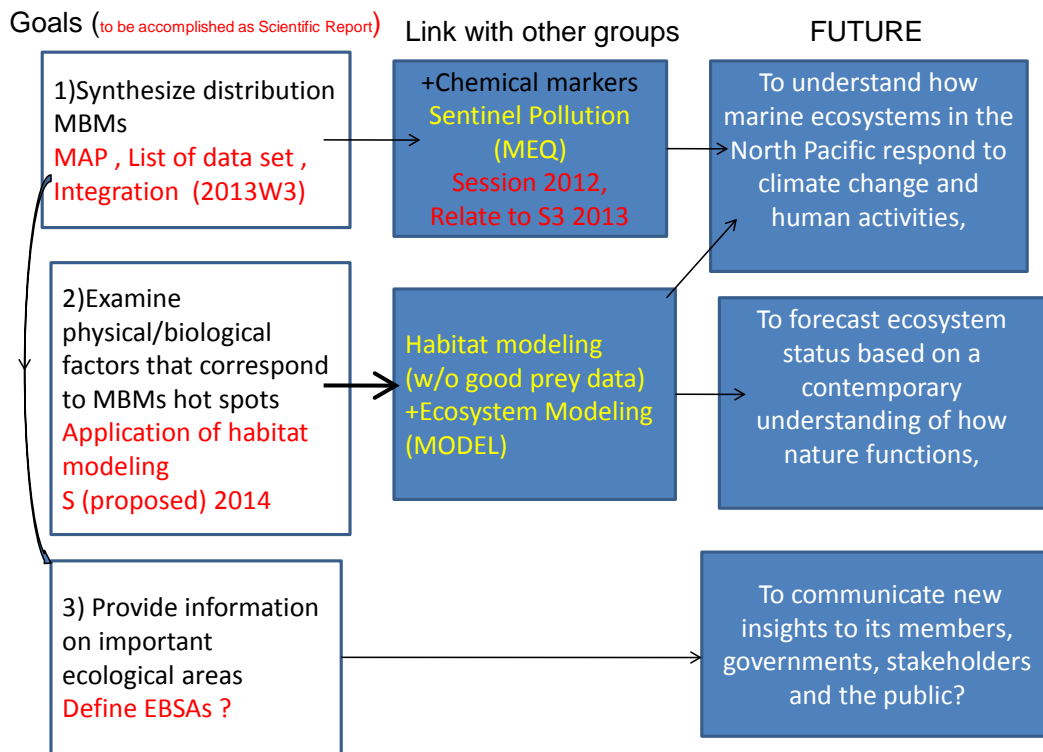 Goals (to be accomplished as Scientific Report)
Link with other groups
FUTURE
1)Synthesize distribution
MBMs
MAP , List of data set ,
Integration (2013W3)
+Chemical markers
Sentinel Pollution
(MEQ)
Session 2012,
Relate to S3 2013
To understand how
marine ecosystems in the
North Pacific respond to
climate change and
human activities,
2)Examine
physical/biological
factors that correspond
to MBMs hot spots
Application of habitat
modeling
S (proposed) 2014
Habitat modeling
(w/o good prey data)
+Ecosystem Modeling
(MODEL)
To forecast ecosystem
status based on a
contemporary
understanding of how
nature functions,
3) Provide information
on important
ecological areas
Define EBSAs ?
To communicate new
insights to its members,
governments, stakeholders
and the public?